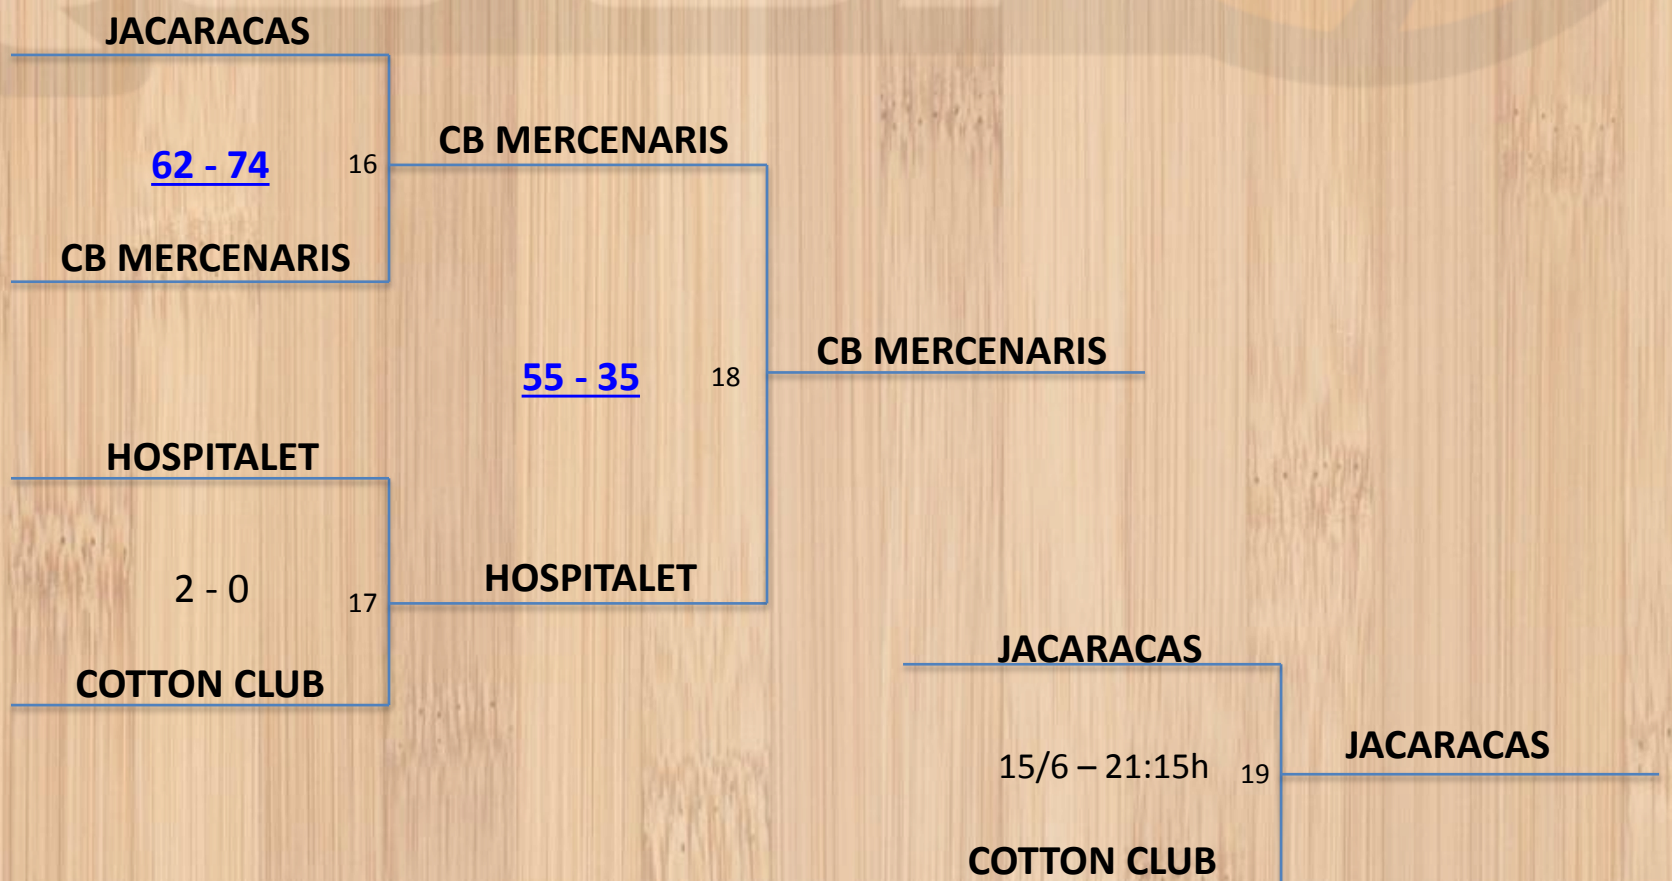 JACARACAS
62 - 74
16
CB MERCENARIS
CB MERCENARIS
55 - 35
18
CB MERCENARIS
HOSPITALET
2 - 0
17
COTTON CLUB
HOSPITALET
JACARACAS
15/6 – 21:15h
19
COTTON CLUB
JACARACAS